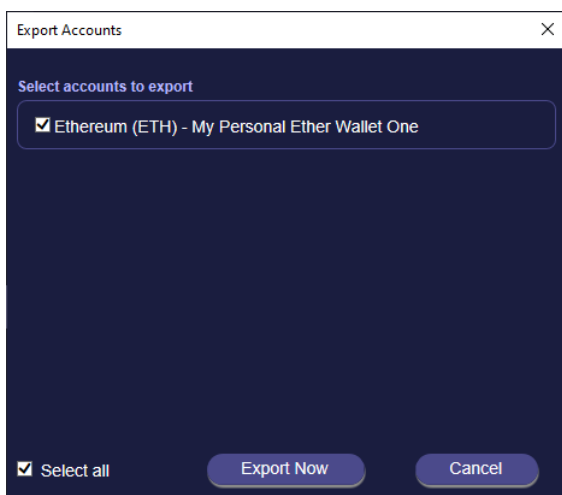 Export Accounts
Select accounts to export
Ethereum (ETH) - My Personal Ether Wallet One
Select all
Export Now
Cancel